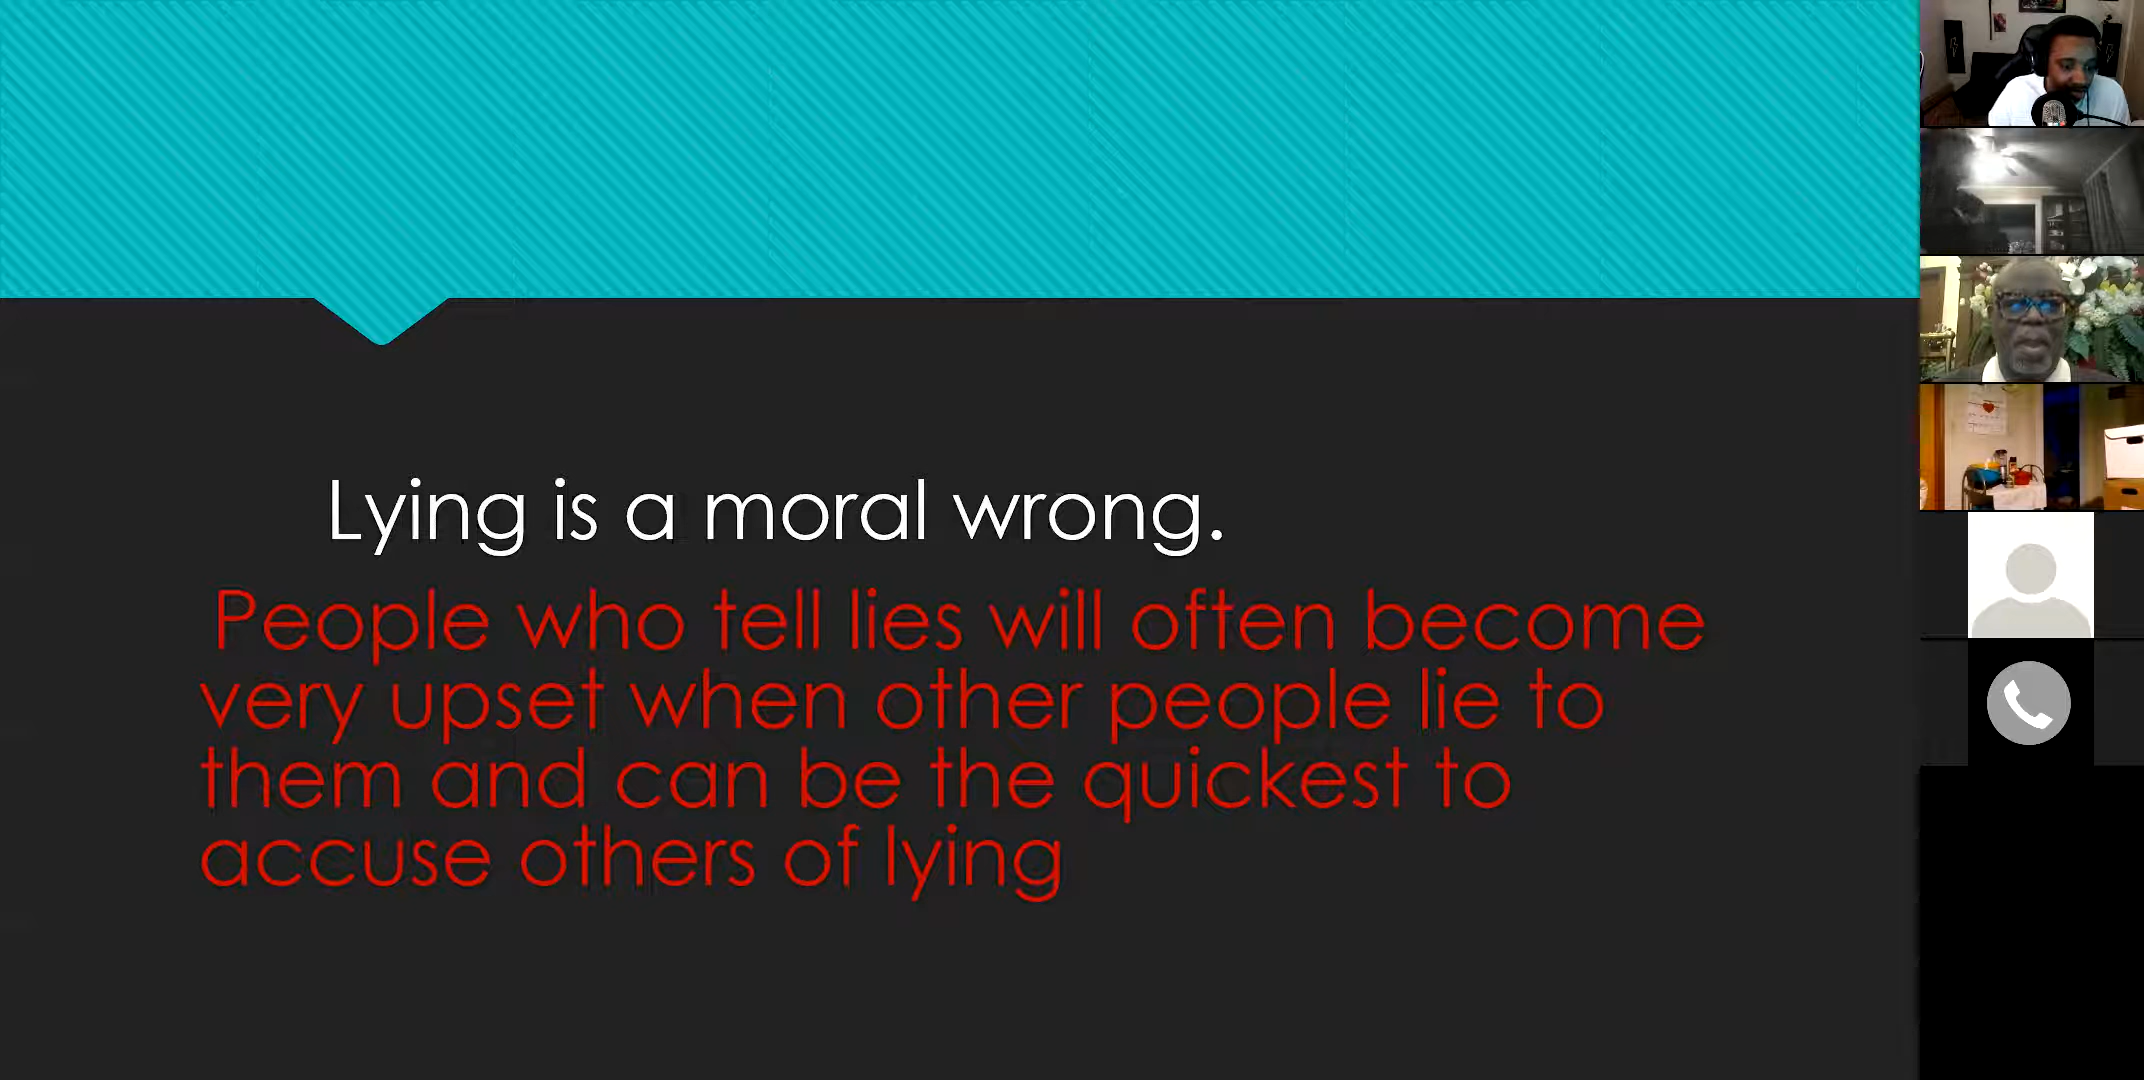 Lying is a moral wrong.
People who tell lies will often become
very upset when other people lie to
them and can be the quickest to
accuse others of lying